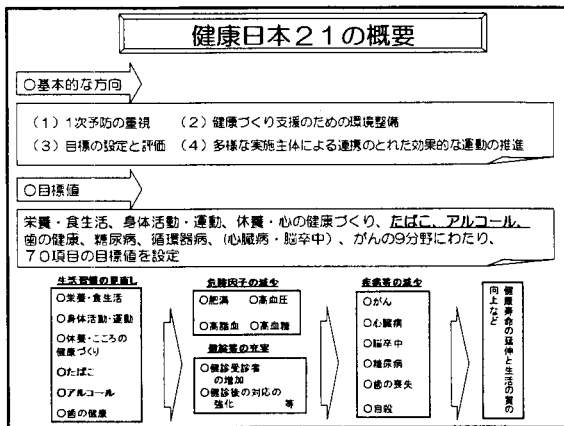 健康日本２１の概要
○基本的な方向
（１）１次予防の重視　（２）健康づくり支援のための環境整備
（３）目標の設定と評価　（４）多様な実施主体による連携のとれた効果的な運動の推進
○目標値
栄養・食生活、身体活動・運動、休養・心の健康づくり、たばこ、アルコール、
歯の健康、糖尿病、循環器病、（心臓病・脳卒中）、がんの9分野にわたり、
７０項目の目標値を設定
生活習慣の見直し
○栄養・食生活
○身体活動・運動
○休養・こころの
健康づくり
○たばこ
○アルコール
○歯の健康
危険因子の減少
○肥満　○高血圧
○高脂血　○高血糖
健診等の充実
○健診受診者
の増加
○健診後の対応の
強化　等
疾病等の減少
○がん
○心臓病
○脳卒中
○糖尿病
○歯の喪失
○自殺
健康寿命の延伸と生活の質の
向上など